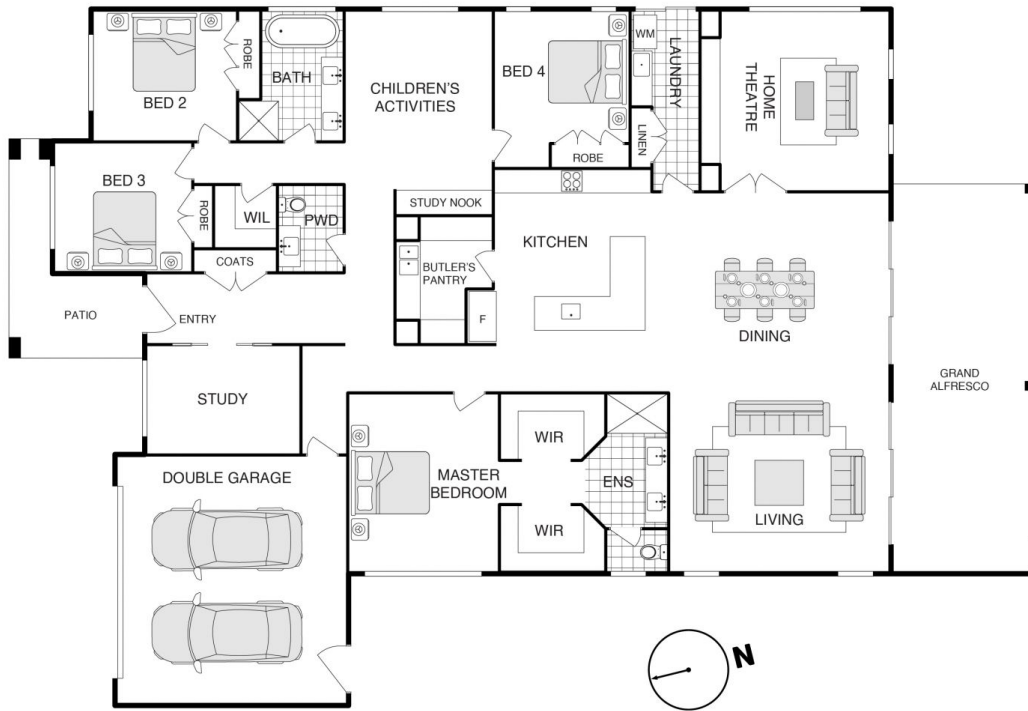 BED 2
ROBE
BATH
CHILDREN'S
ACTIVITIES
BED 4
ROBE
WM
LAUNDRY
LINEN
HOME
THEATRE
BED 3
ROBE
WIL
PWD
COATS
STUDY NOOK
BUTLER'S
PANTRY
F
KITCHEN
DINING
GRAND
ALFRESCO
PATIO
ENTRY
STUDY
DOUBLE GARAGE
MASTER
BEDROOM
WIR
WIR
ENS
LIVING
N